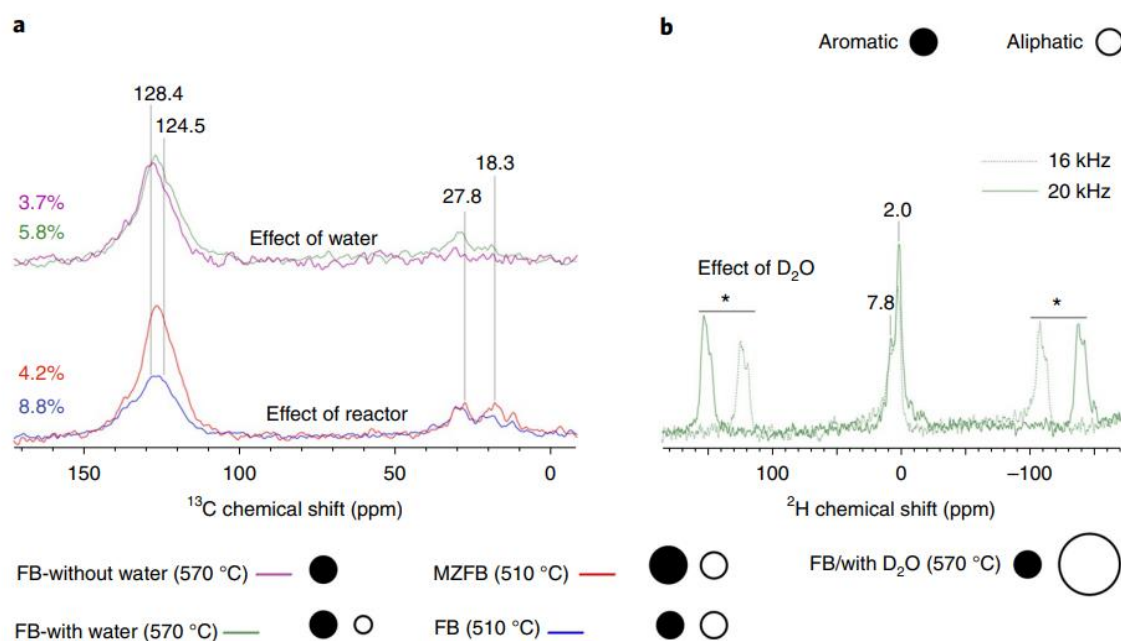 a
128.4
124.5
18.3
27.8
3.7%
5.8%
Effect of water
4.2%
8.8%
Effect of reactor
150
100
50
0
¹³C chemical shift (ppm)
b
Aromatic
Aliphatic
16 kHz
20 kHz
2.0
Effect of D₂O
*
7.8
*
100
0
−100
²H chemical shift (ppm)
FB-without water (570 °C)
MZFB (510 °C)
FB/with D₂O (570 °C)
FB-with water (570 °C)
FB (510 °C)